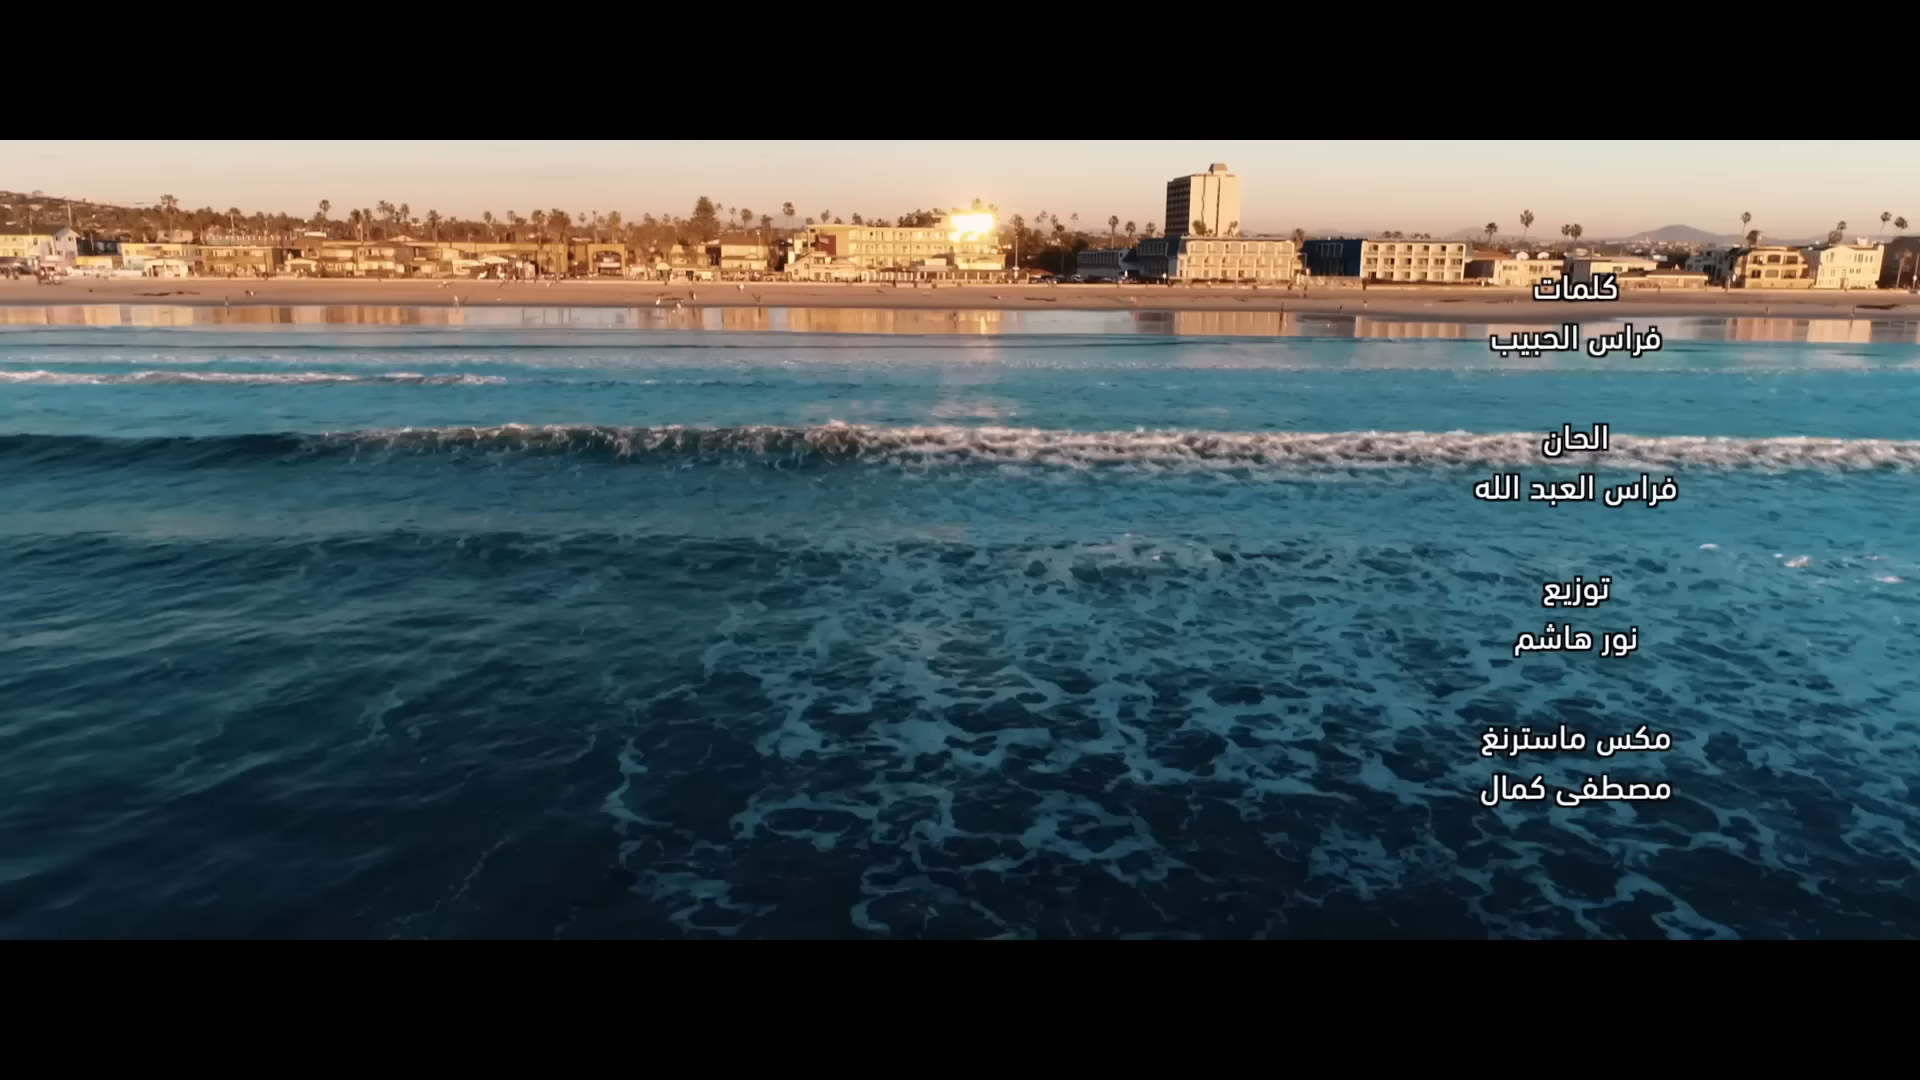 كلمات
فراس الحبيب
الحان
فراس العبد الله
توزيع
نور هاشم
مكس ماسترنغ
مصطفى كمال